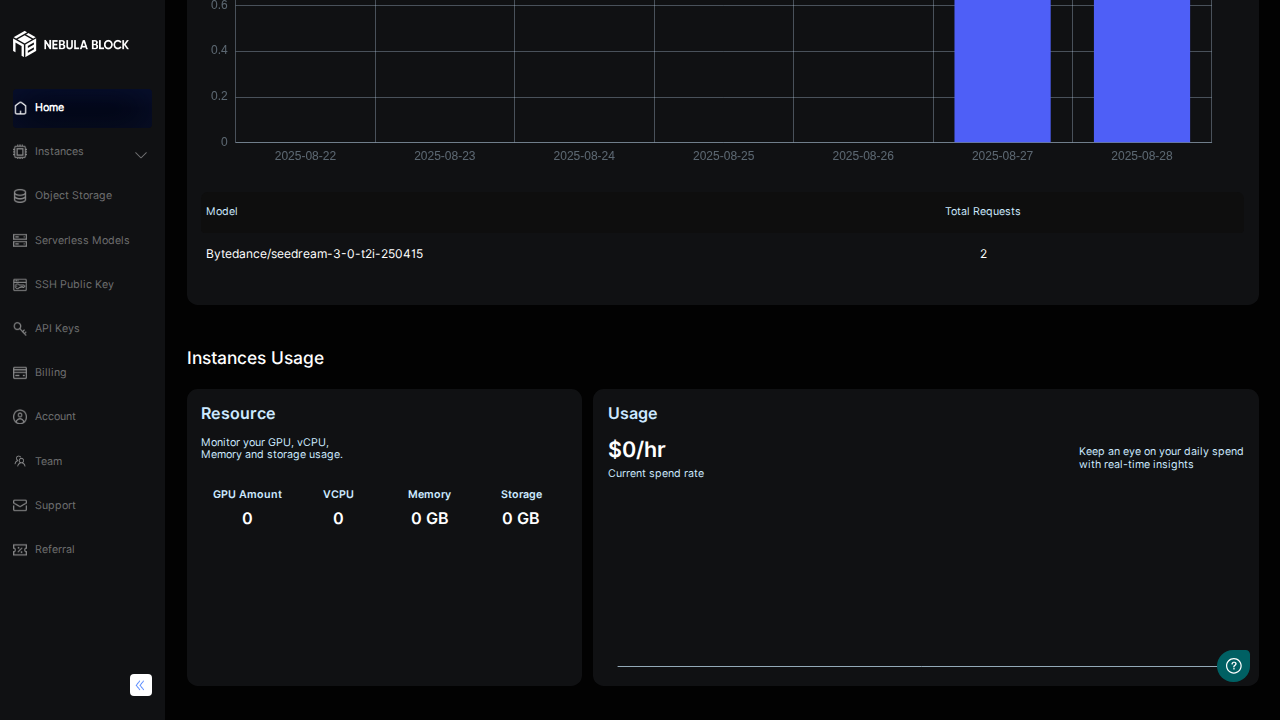 NEBULA BLOCK
Home
Instances
Object Storage
Serverless Models
SSH Public Key
API Keys
Billing
Account
Team
Support
Referral
0.6
0.4
0.2
0
2025-08-22 2025-08-23 2025-08-24 2025-08-25 2025-08-26 2025-08-27 2025-08-28
Model Total Requests
Bytedance/seedream-3-0-t2i-250415 2
Instances Usage
Resource
Monitor your GPU, vCPU,
Memory and storage usage.
GPU Amount VCPU Memory Storage
0 0 0 GB 0 GB
Usage
$0/hr
Current spend rate
Keep an eye on your daily spend
with real-time insights